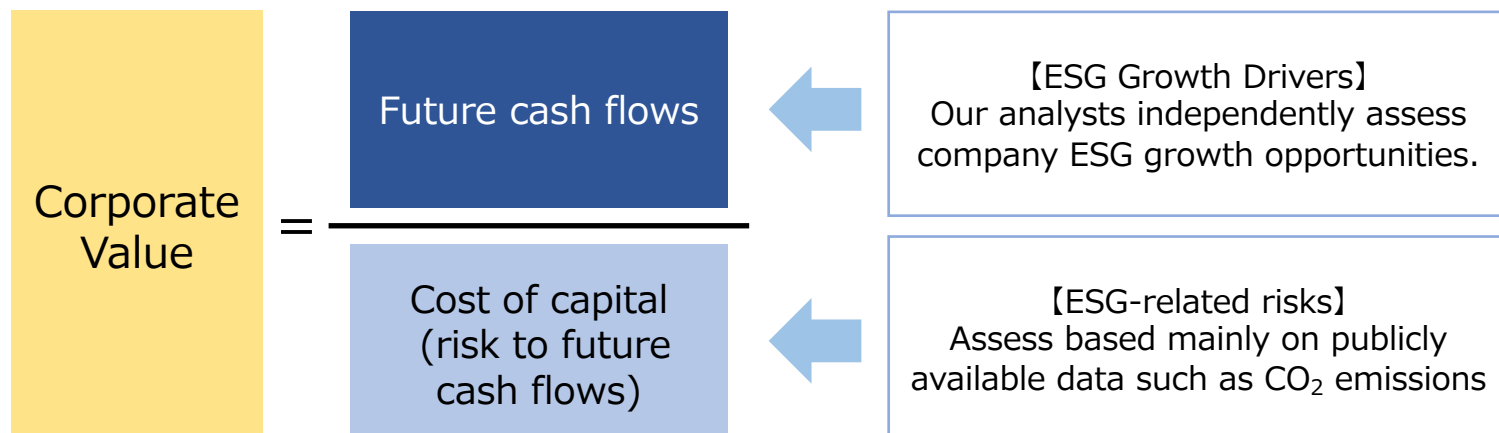 Corporate
Value
=
Future cash flows
Cost of capital
(risk to future
cash flows)
【ESG Growth Drivers】
Our analysts independently assess
company ESG growth opportunities.
【ESG-related risks】
Assess based mainly on publicly
available data such as CO₂ emissions